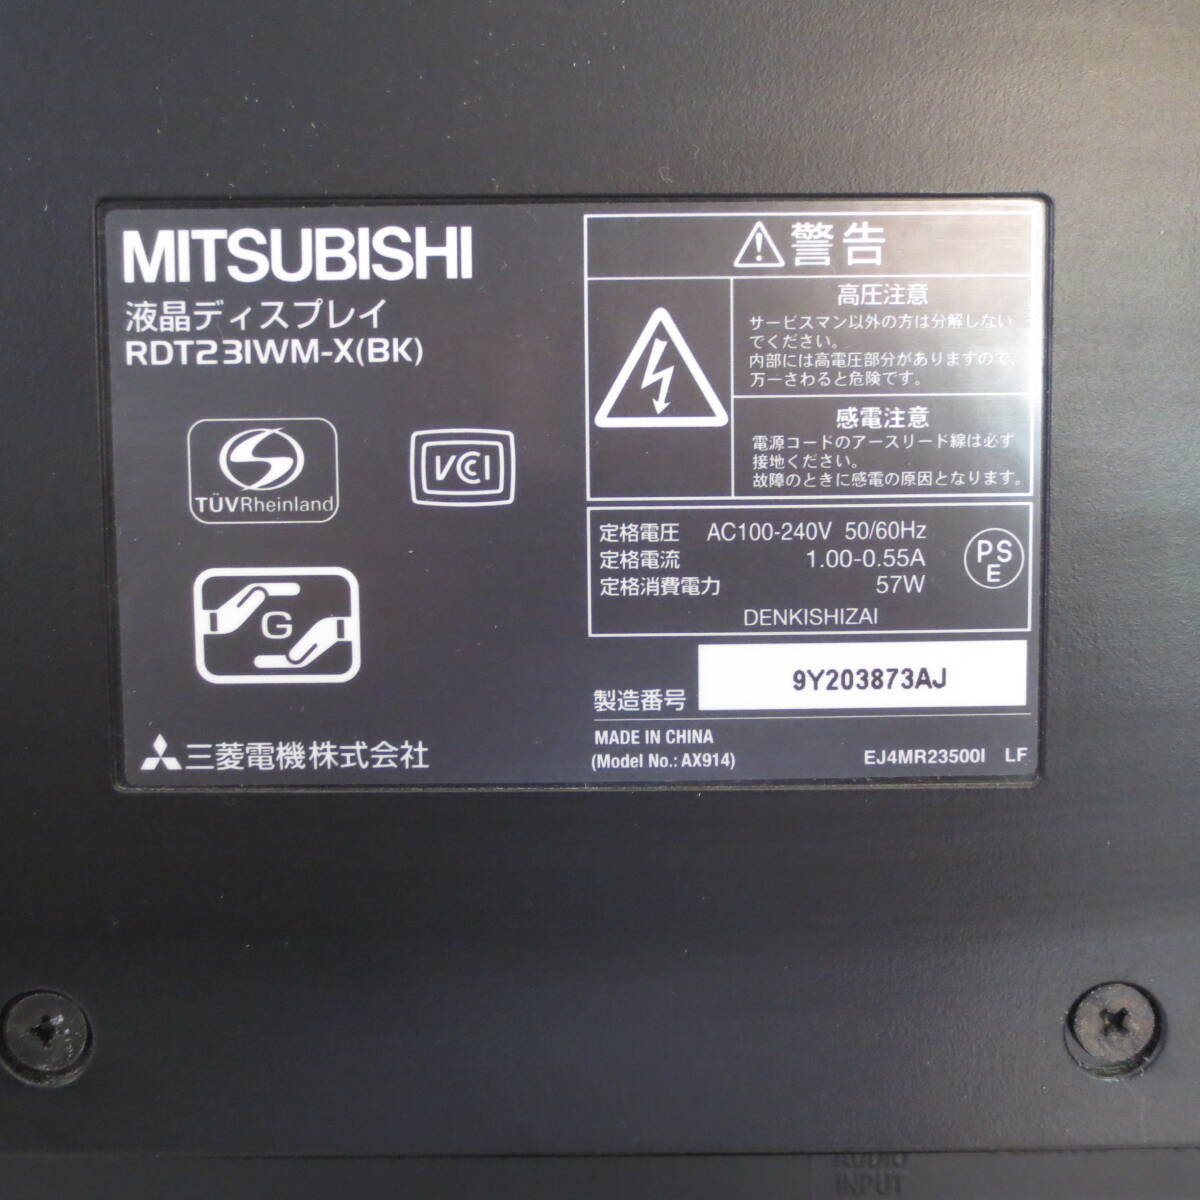 MITSUBISHI
液晶ディスプレイ
RDT231WM-X(BK)
TÜVRheinland
VCCI
G
三菱電機株式会社
警告
高圧注意
サービスマン以外の方は分解しない
でください。
内部には高電圧部分がありますので、
万一さわると危険です。
感電注意
電源コードのアースリード線は必ず
接地ください。
故障のときに感電の原因となります。
定格電圧 AC100-240V 50/60Hz
定格電流 1.00-0.55A
定格消費電力 57W
PS
E
DENKISHIZAI
製造番号 9Y203873AJ
MADE IN CHINA
(Model No.: AX914) EJ4MR23500I LF
AUDIO
INPUT